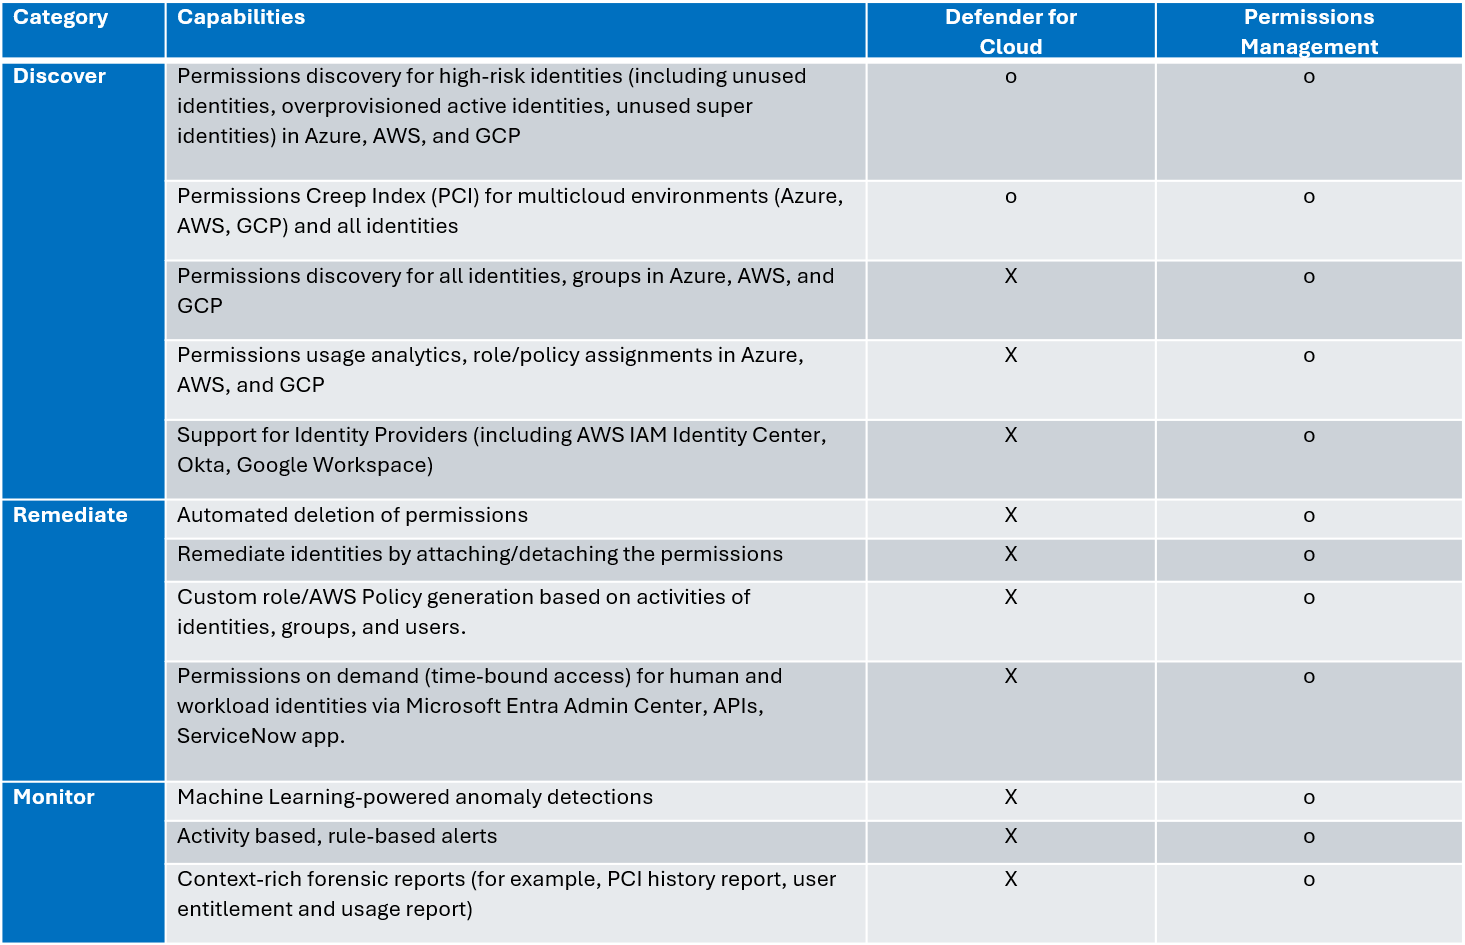 Category Capabilities Defender for Cloud Permissions Management
Discover
Permissions discovery for high-risk identities (including unused
identities, overprovisioned active identities, unused super
identities) in Azure, AWS, and GCP
o o
Permissions Creep Index (PCI) for multicloud environments (Azure,
AWS, GCP) and all identities
o o
Permissions discovery for all identities, groups in Azure, AWS, and
GCP
X o
Permissions usage analytics, role/policy assignments in Azure,
AWS, and GCP
X o
Support for Identity Providers (including AWS IAM Identity Center,
Okta, Google Workspace)
X o
Remediate
Automated deletion of permissions
X o
Remediate identities by attaching/detaching the permissions
X o
Custom role/AWS Policy generation based on activities of
identities, groups, and users.
X o
Permissions on demand (time-bound access) for human and
workload identities via Microsoft Entra Admin Center, APIs,
ServiceNow app.
X o
Monitor
Machine Learning-powered anomaly detections
X o
Activity based, rule-based alerts
X o
Context-rich forensic reports (for example, PCI history report, user
entitlement and usage report)
X o